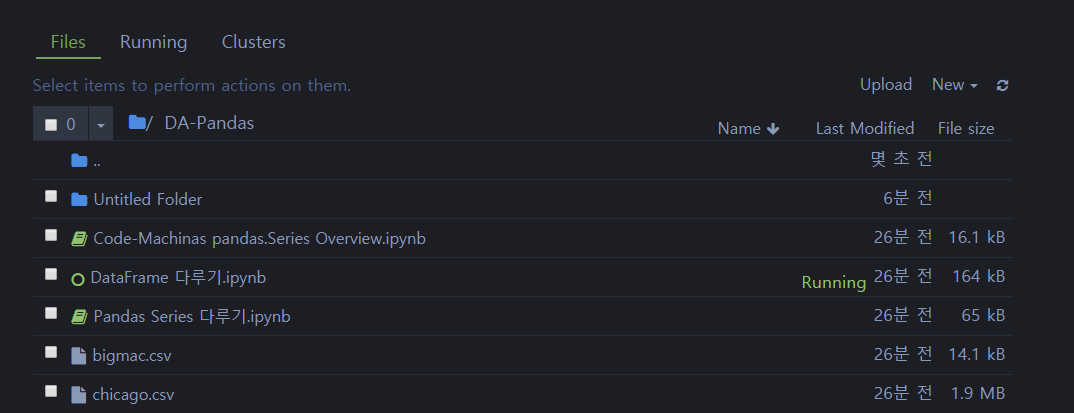 Files Running Clusters
Select items to perform actions on them. Upload New
0 / DA-Pandas Name Last Modified File size
.. 몇 초 전
Untitled Folder 6분 전
Code-Machinas pandas.Series Overview.ipynb 26분 전 16.1 kB
DataFrame 다루기.ipynb Running 26분 전 164 kB
Pandas Series 다루기.ipynb 26분 전 65 kB
bigmac.csv 26분 전 14.1 kB
chicago.csv 26분 전 1.9 MB